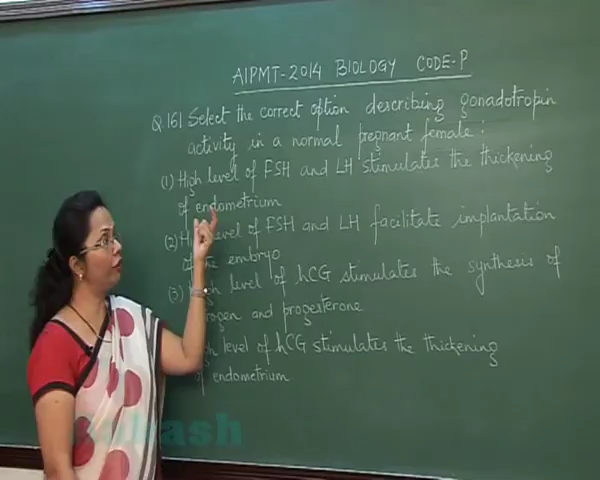 AIPMT-2014 BIOLOGY CODE-P
Q.161 Select the correct option describing gonadotropin
activity in a normal pregnant female:
(1) High level of FSH and LH stimulates the thickening
of endometrium
(2) High level of FSH and LH facilitate implantation
of the embryo
(3) High level of hCG stimulates the synthesis of
rogen and progesterone
gh level of hCG stimulates the thickening
of endometrium
Aakash